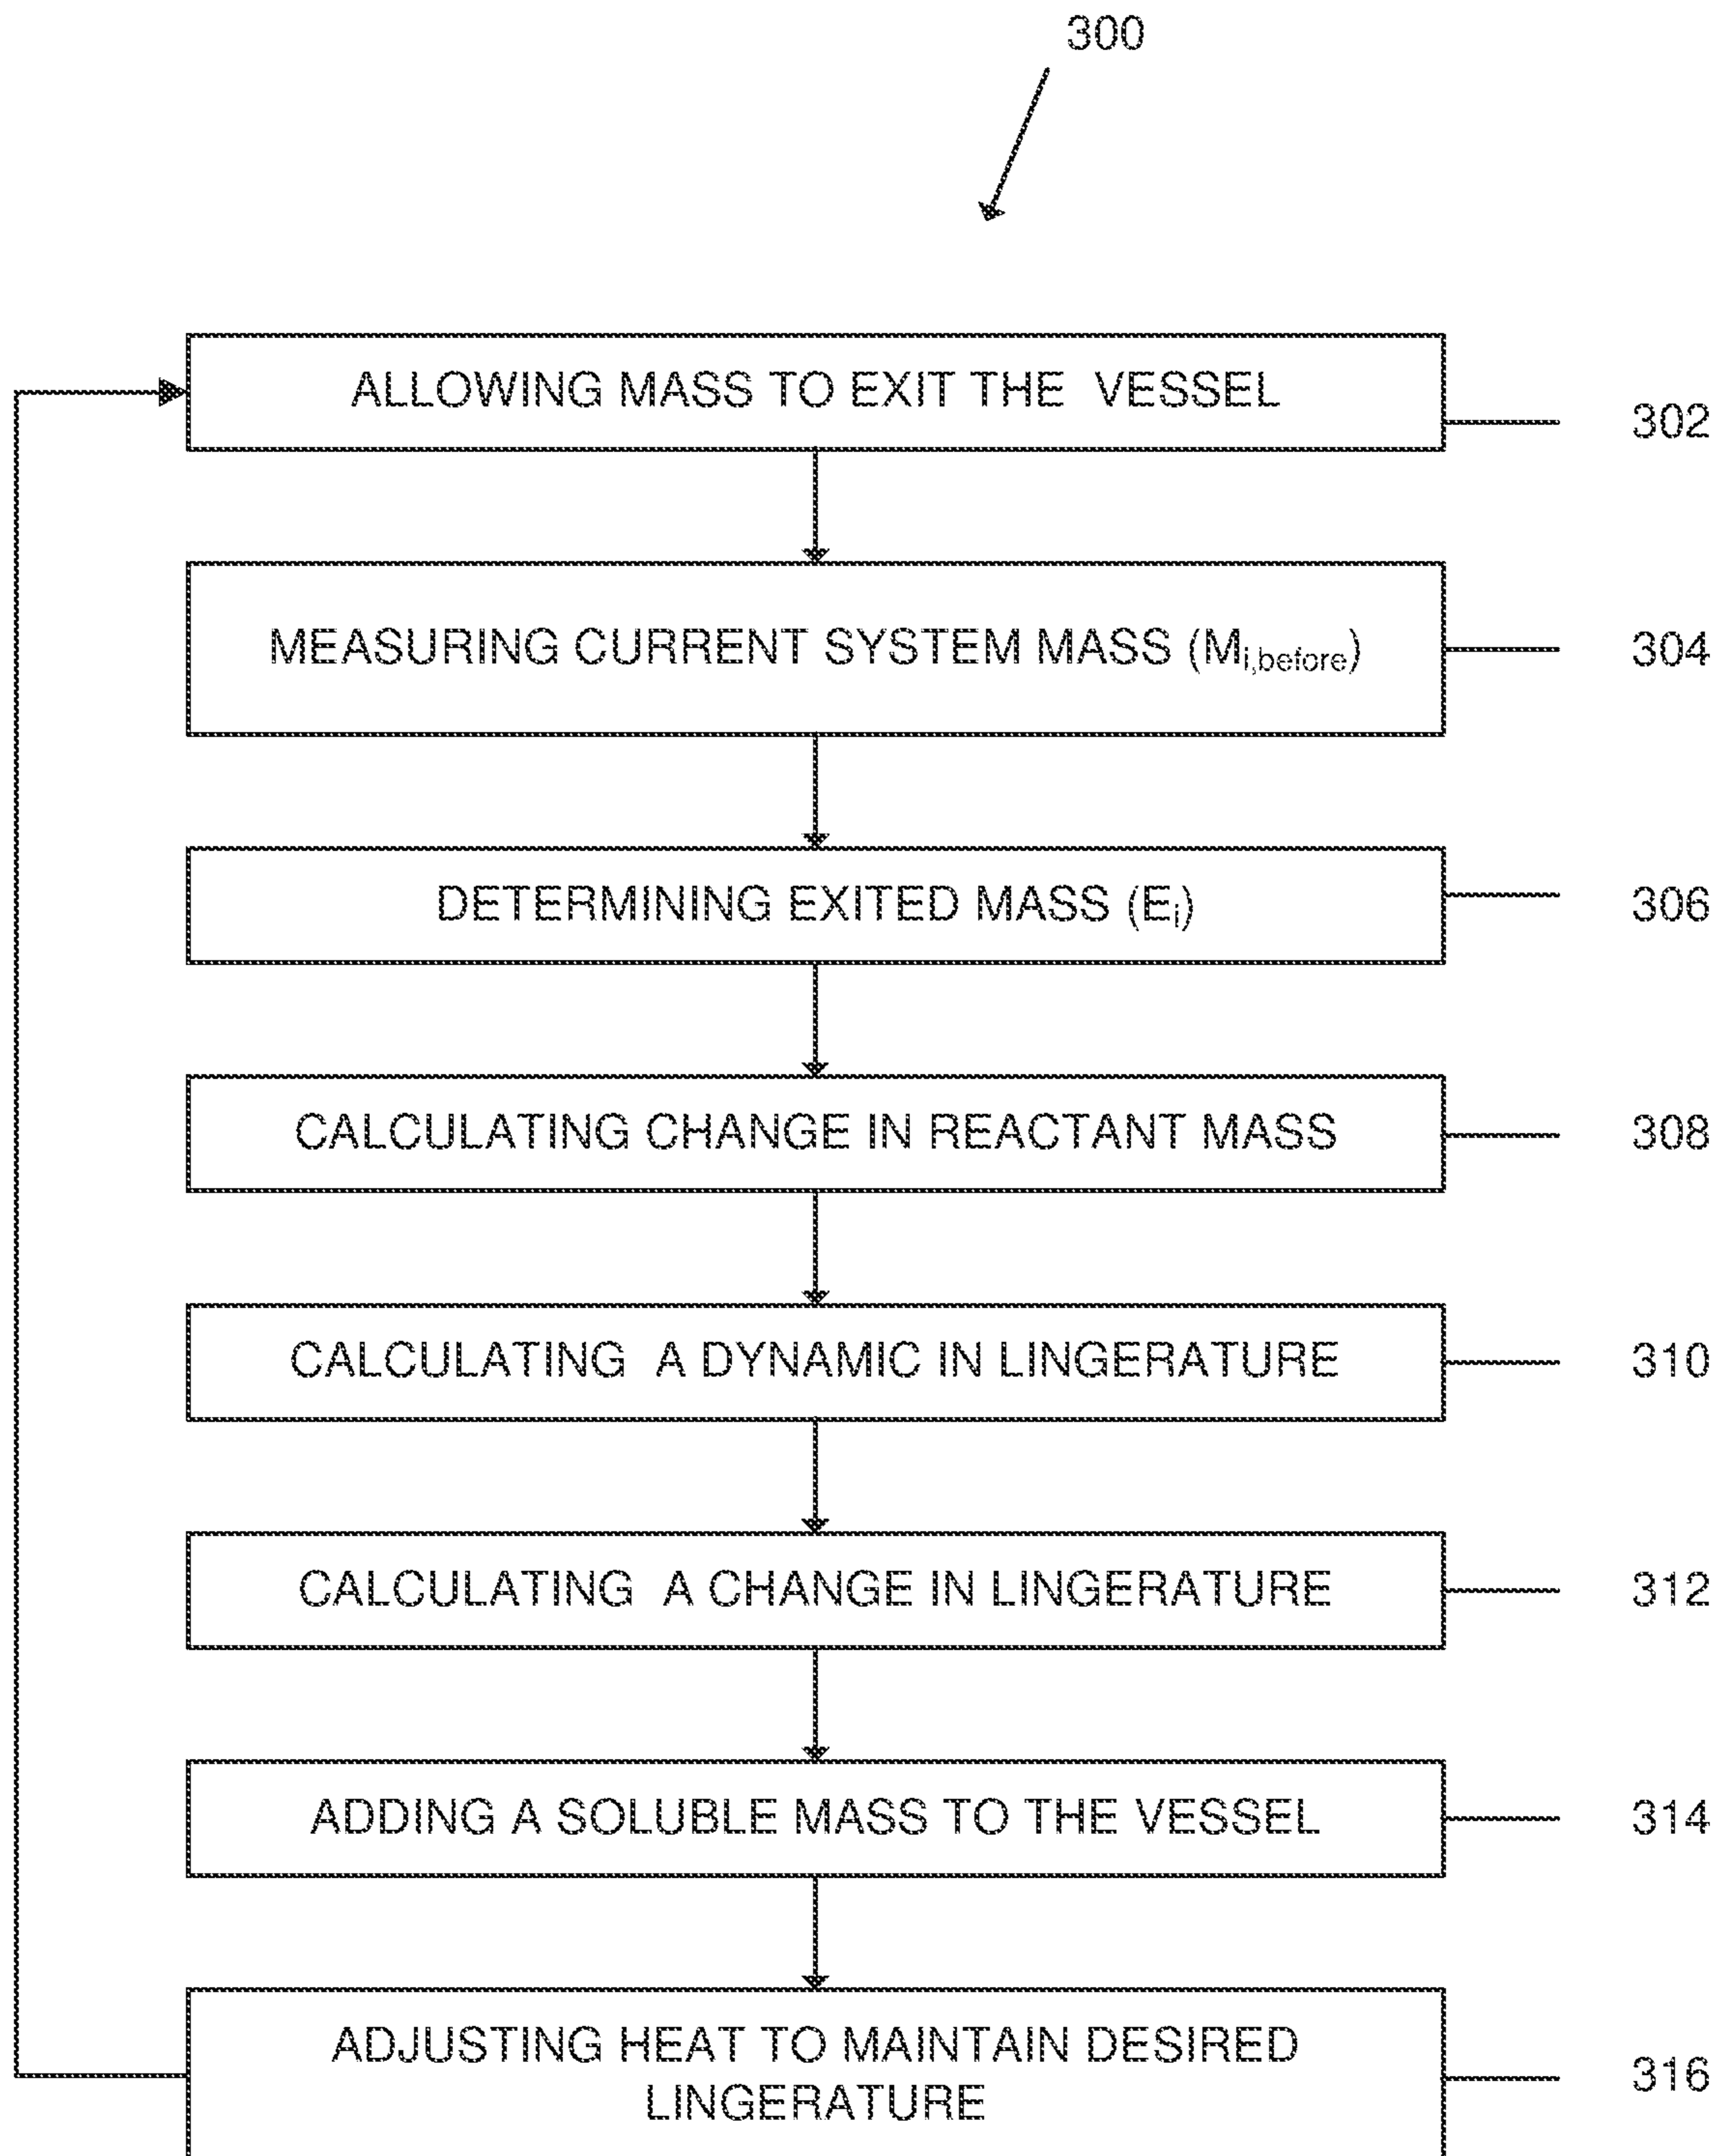 300
ALLOWING MASS TO EXIT THE VESSEL
302
MEASURING CURRENT SYSTEM MASS (Mi,before)
304
DETERMINING EXITED MASS (Ei)
306
CALCULATING CHANGE IN REACTANT MASS
308
CALCULATING A DYNAMIC IN LINGERATURE
310
CALCULATING A CHANGE IN LINGERATURE
312
ADDING A SOLUBLE MASS TO THE VESSEL
314
ADJUSTING HEAT TO MAINTAIN DESIRED
LINGERATURE
316